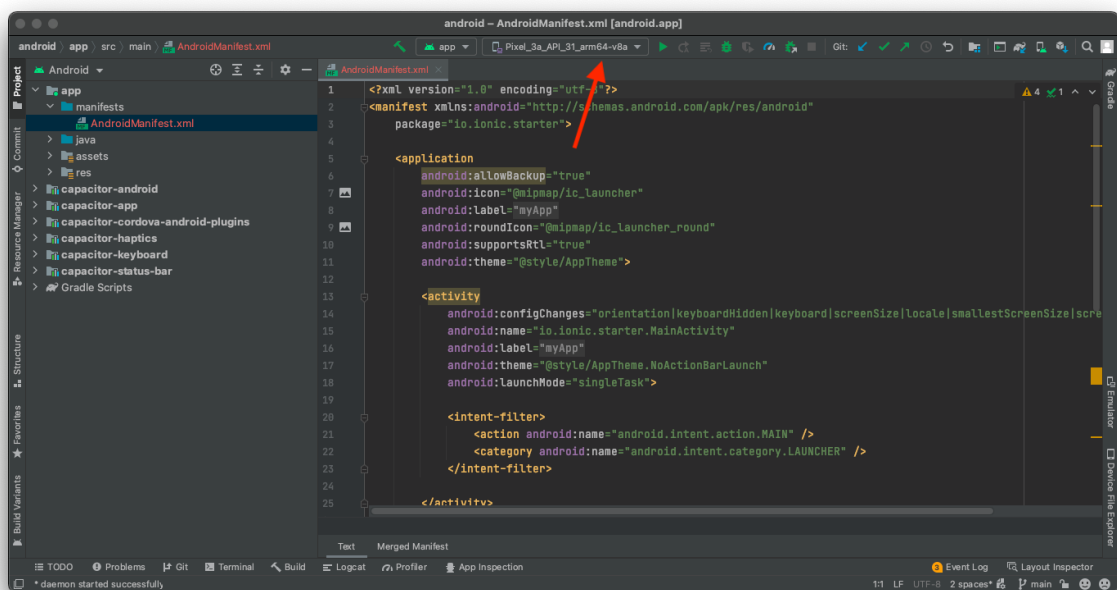 android – AndroidManifest.xml [android.app]
android app src main AndroidManifest.xml
app Pixel_3a_API_31_arm64-v8a Git:
Project
Commit
Resource Manager
Structure
Favorites
Build Variants
Android
app
manifests
AndroidManifest.xml
java
assets
res
capacitor-android
capacitor-app
capacitor-cordova-android-plugins
capacitor-haptics
capacitor-keyboard
capacitor-status-bar
Gradle Scripts
AndroidManifest.xml
4 1
1 <?xml version="1.0" encoding="utf-8"?>
2 <manifest xmlns:android="http://schemas.android.com/apk/res/android"
3 package="io.ionic.starter">
4
5 <application
6 android:allowBackup="true"
7 android:icon="@mipmap/ic_launcher"
8 android:label="myApp"
9 android:roundIcon="@mipmap/ic_launcher_round"
10 android:supportsRtl="true"
11 android:theme="@style/AppTheme">
12
13 <activity
14 android:configChanges="orientation|keyboardHidden|keyboard|screenSize|locale|smallestScreenSize|scre
15 android:name="io.ionic.starter.MainActivity"
16 android:label="myApp"
17 android:theme="@style/AppTheme.NoActionBarLaunch"
18 android:launchMode="singleTask">
19
20 <intent-filter>
21 <action android:name="android.intent.action.MAIN" />
22 <category android:name="android.intent.category.LAUNCHER" />
23 </intent-filter>
24
25 </activity>
Text Merged Manifest
Gradle
Emulator
Device File Explorer
TODO Problems Git Terminal Build Logcat Profiler App Inspection 3 Event Log Layout Inspector
* daemon started successfully 1:1 LF UTF-8 2 spaces* main